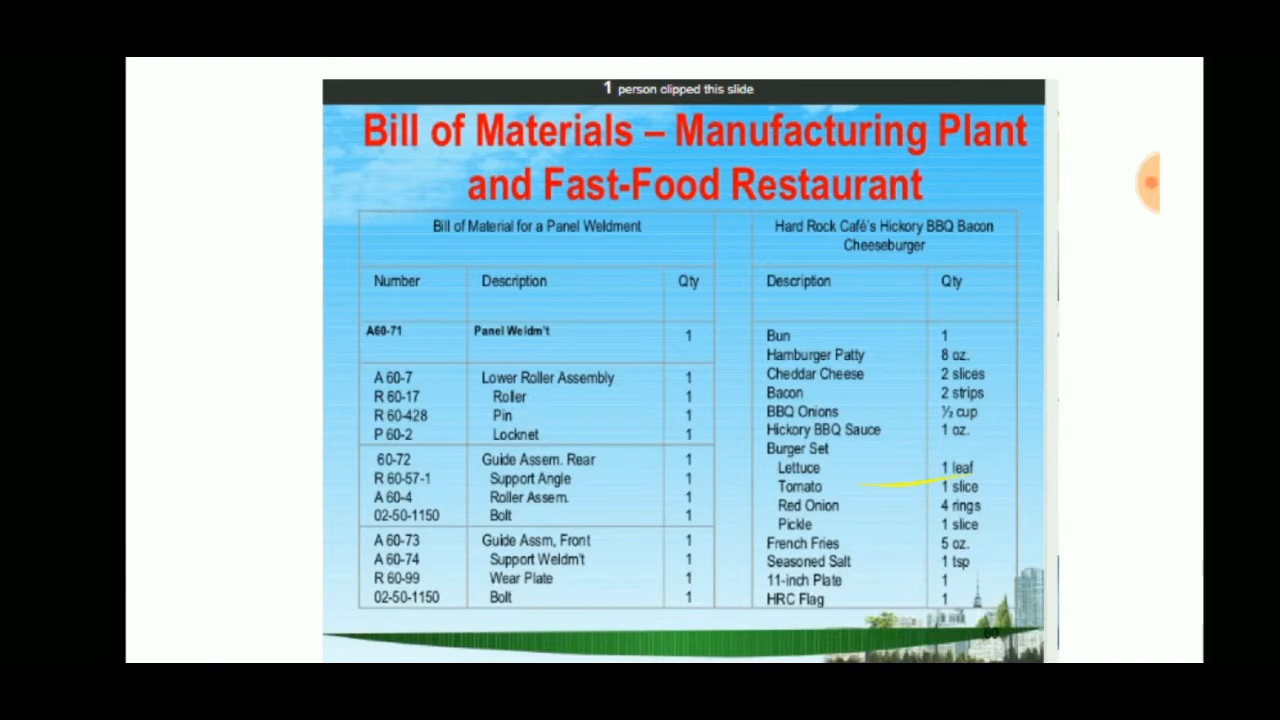 1 person clipped this slide
Bill of Materials – Manufacturing Plant
and Fast-Food Restaurant
Bill of Material for a Panel Weldment
Number Description Qty
A60-71 Panel Weldm't 1
A 60-7 Lower Roller Assembly 1
R 60-17 Roller 1
R 60-428 Pin 1
P 60-2 Locknet 1
60-72 Guide Assem. Rear 1
R 60-57-1 Support Angle 1
A 60-4 Roller Assem. 1
02-50-1150 Bolt 1
A 60-73 Guide Assm, Front 1
A 60-74 Support Weldm't 1
R 60-99 Wear Plate 1
02-50-1150 Bolt 1
Hard Rock Café's Hickory BBQ Bacon
Cheeseburger
Description Qty
Bun 1
Hamburger Patty 8 oz.
Cheddar Cheese 2 slices
Bacon 2 strips
BBQ Onions ½ cup
Hickory BBQ Sauce 1 oz.
Burger Set
Lettuce 1 leaf
Tomato 1 slice
Red Onion 4 rings
Pickle 1 slice
French Fries 5 oz.
Seasoned Salt 1 tsp
11-inch Plate 1
HRC Flag 1